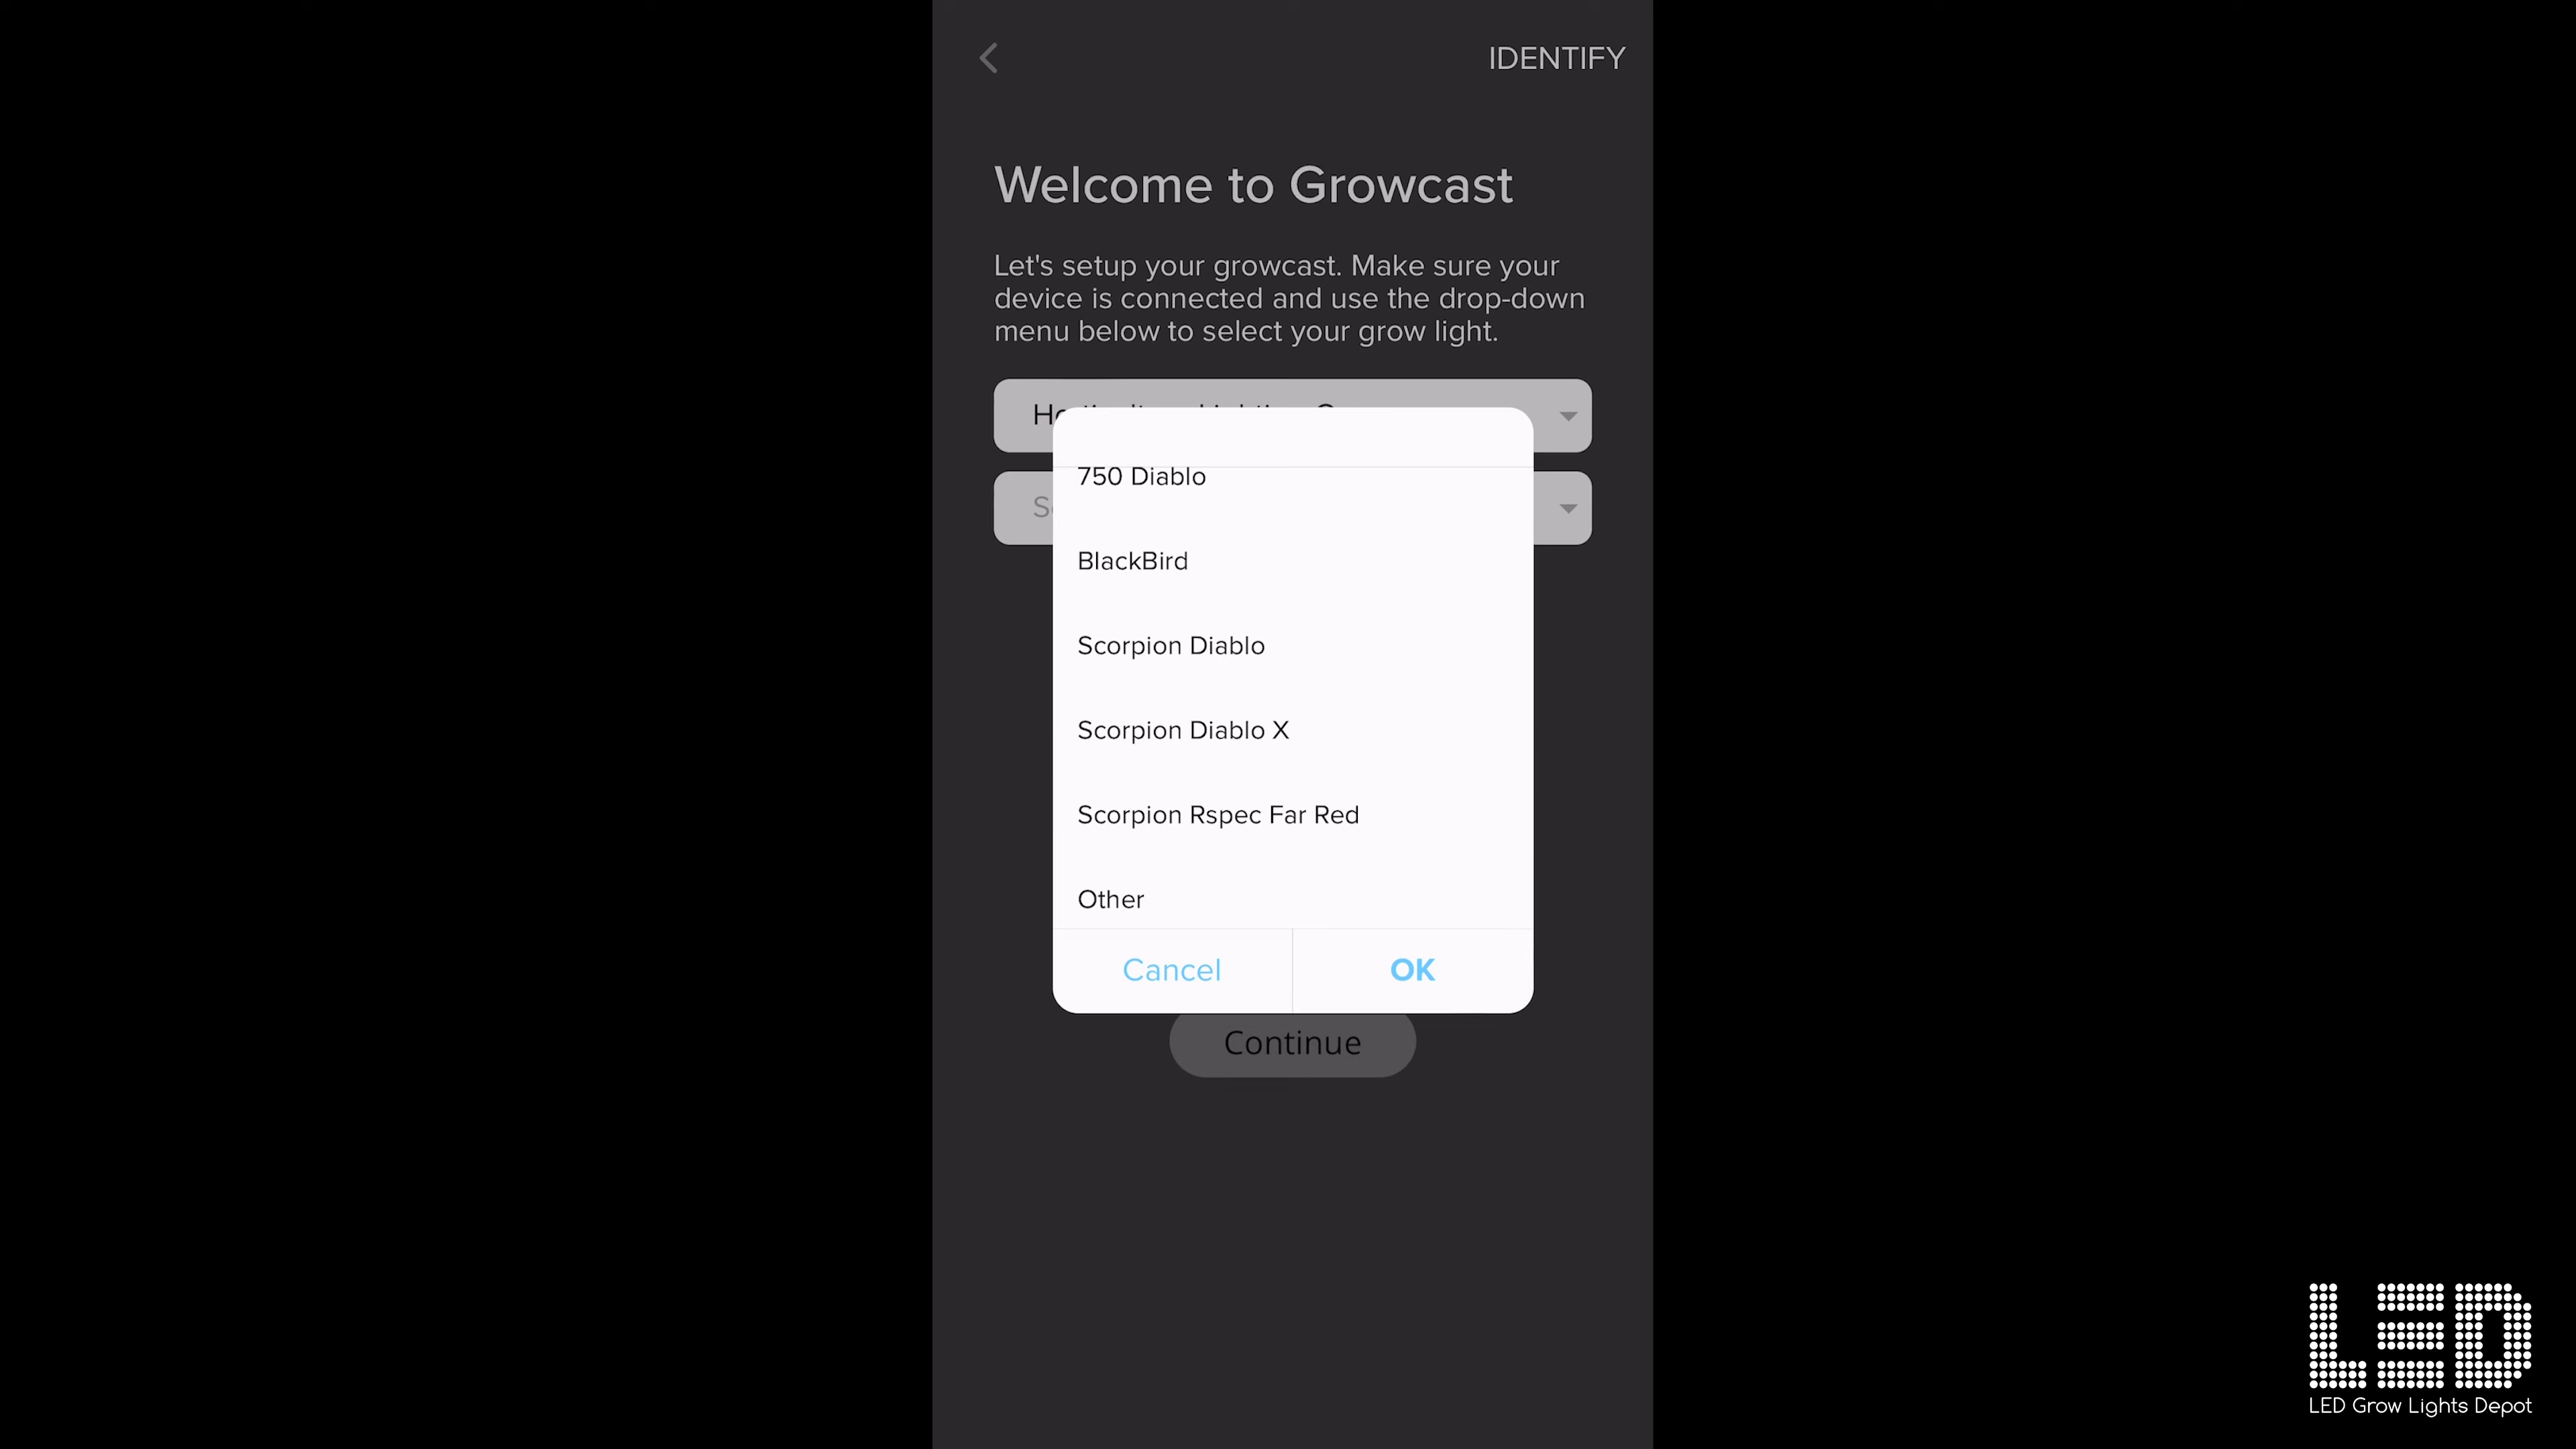 IDENTIFY
Welcome to Growcast
Let's setup your growcast. Make sure your
device is connected and use the drop-down
menu below to select your grow light.
750 Diablo
BlackBird
Scorpion Diablo
Scorpion Diablo X
Scorpion Rspec Far Red
Other
Cancel
OK
Continue
LED
LED Grow Lights Depot